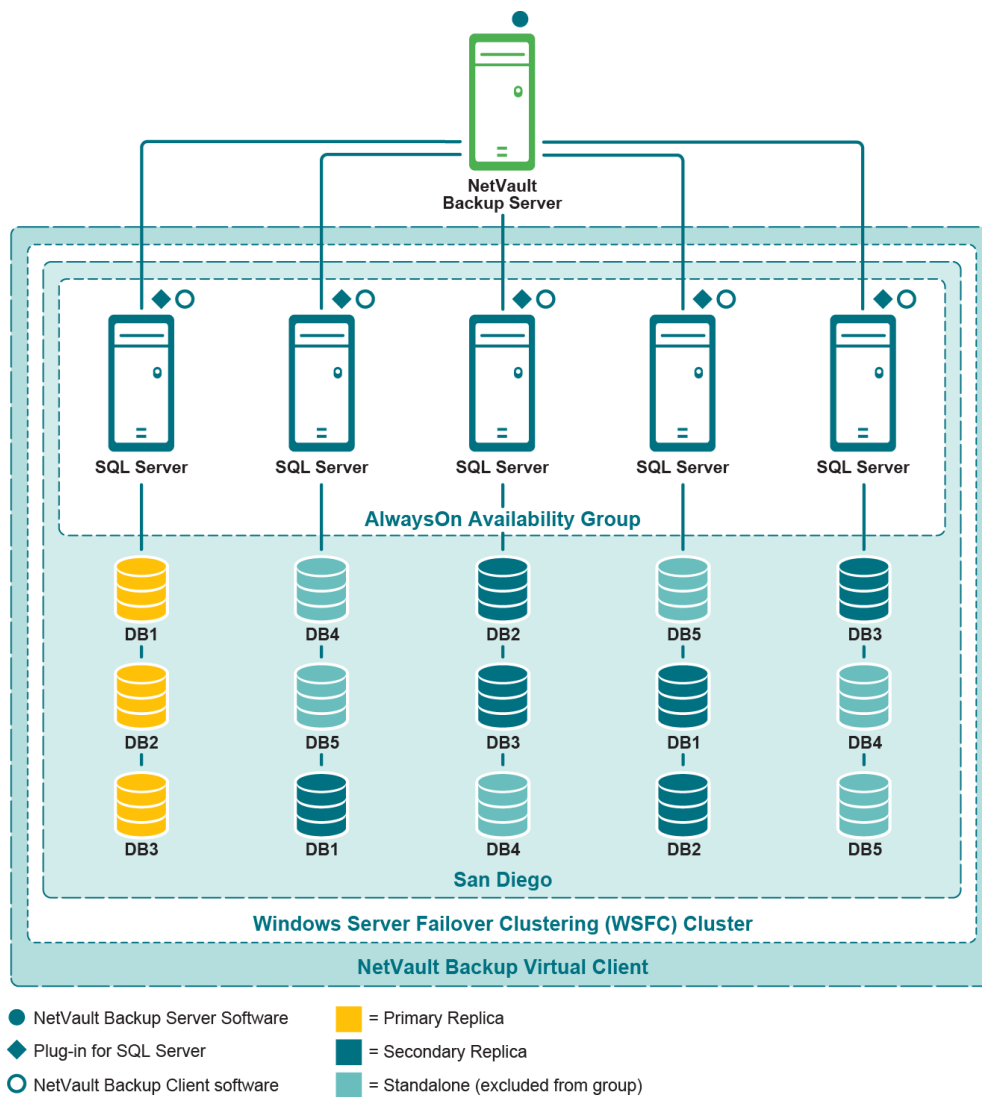 NetVault
Backup Server
SQL Server
SQL Server
SQL Server
SQL Server
SQL Server
AlwaysOn Availability Group
DB1
DB4
DB2
DB5
DB3
DB2
DB5
DB3
DB1
DB4
DB3
DB1
DB4
DB2
DB5
San Diego
Windows Server Failover Clustering (WSFC) Cluster
NetVault Backup Virtual Client
NetVault Backup Server Software
Plug-in for SQL Server
NetVault Backup Client software
= Primary Replica
= Secondary Replica
= Standalone (excluded from group)